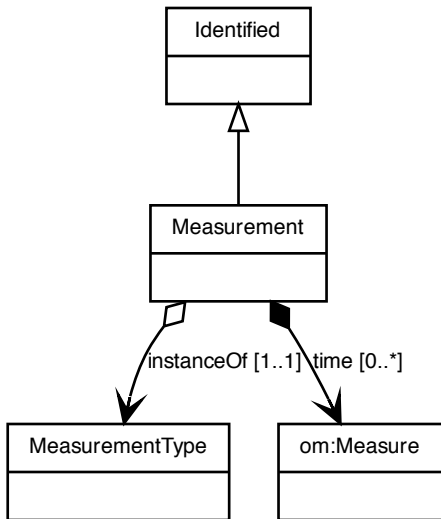 Identified
Measurement
instanceOf [1..1]
time [0..*]
MeasurementType
om:Measure